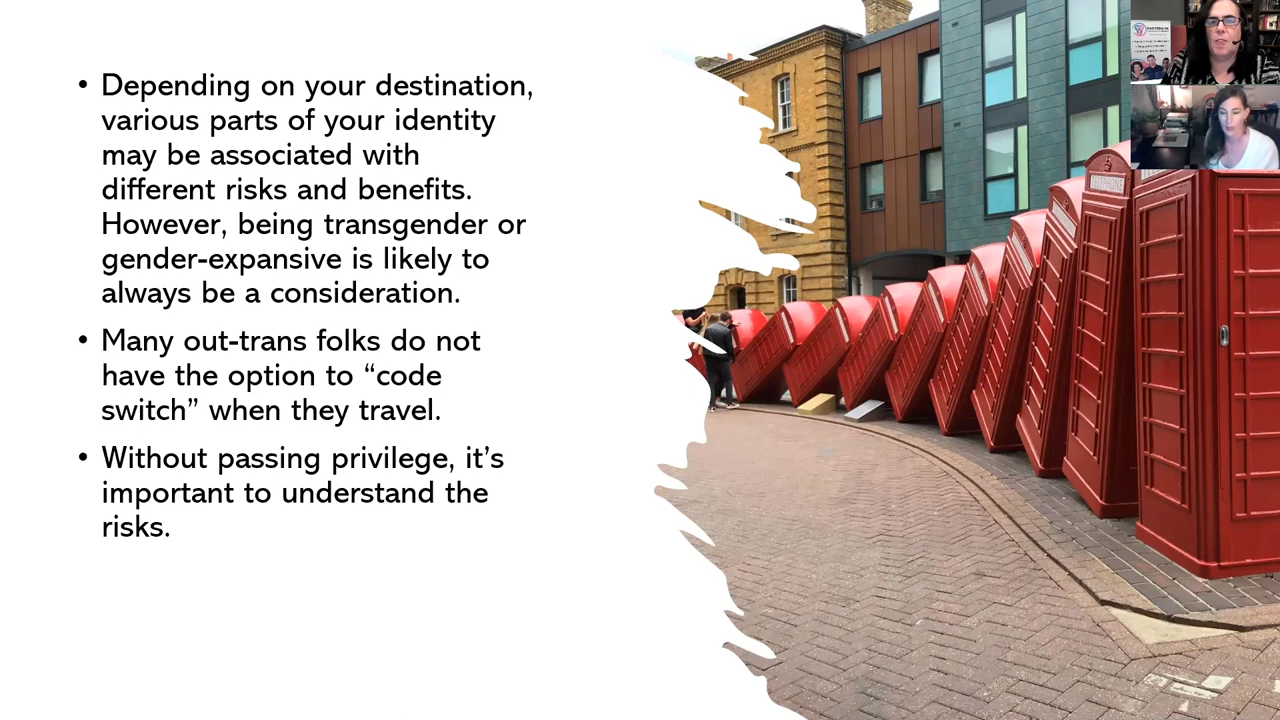 • Depending on your destination,
various parts of your identity
may be associated with
different risks and benefits.
However, being transgender or
gender-expansive is likely to
always be a consideration.
• Many out-trans folks do not
have the option to “code
switch” when they travel.
• Without passing privilege, it’s
important to understand the
risks.
TELEPHONE